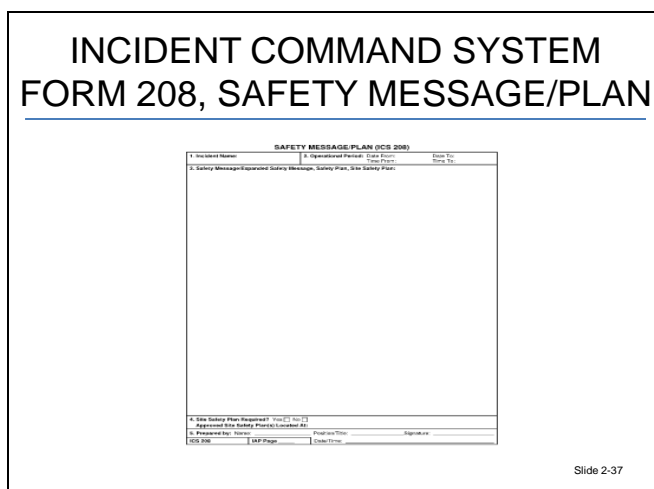 INCIDENT COMMAND SYSTEM
FORM 208, SAFETY MESSAGE/PLAN
SAFETY MESSAGE/PLAN (ICS 208)
1. Incident Name: 2. Operational Period: Date From: Date To:
Time From: Time To:
3. Safety Message/Expanded Safety Message, Safety Plan, Site Safety Plan:
4. Site Safety Plan Required? Yes No
Approved Site Safety Plan(s) Located At:
5. Prepared by: Name: Position/Title: Signature:
ICS 208 IAP Page Date/Time:
Slide 2-37